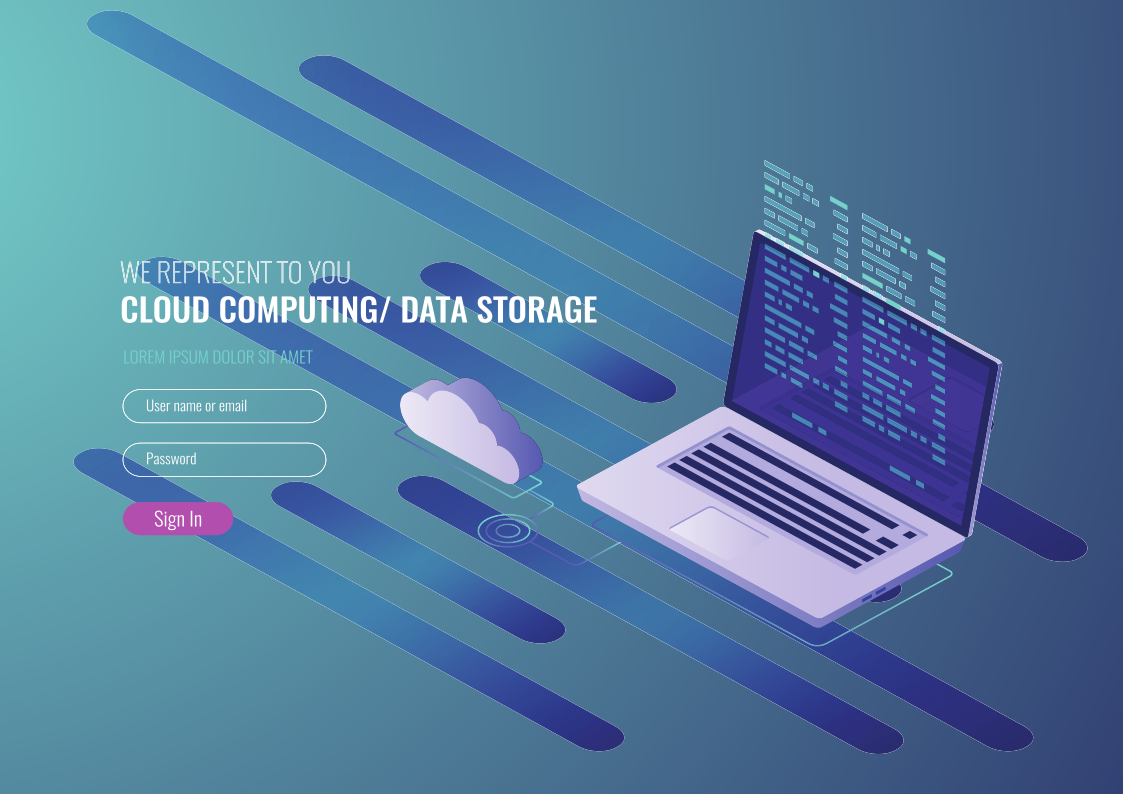 WE REPRESENT TO YOU
CLOUD COMPUTING/ DATA STORAGE
LOREM IPSUM DOLOR SIT AMET
User name or email
Password
Sign In